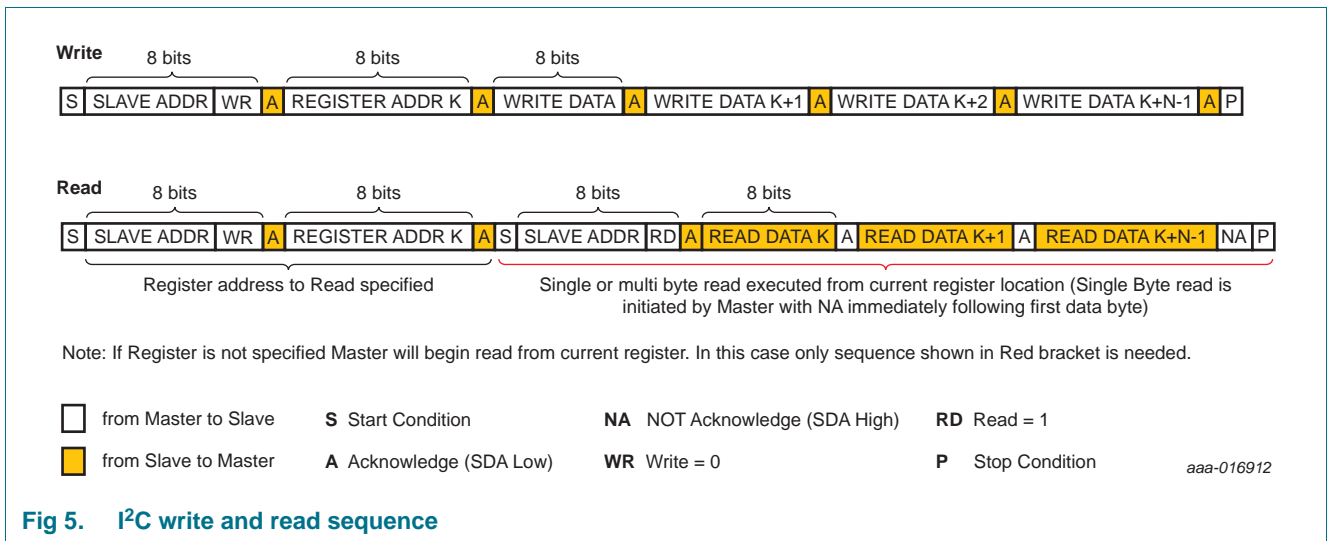 Write
8 bits 8 bits 8 bits
S SLAVE ADDR WR A REGISTER ADDR K A WRITE DATA A WRITE DATA K+1 A WRITE DATA K+2 A WRITE DATA K+N-1 A P
Read
8 bits 8 bits 8 bits 8 bits
S SLAVE ADDR WR A REGISTER ADDR K A S SLAVE ADDR RD A READ DATA K A READ DATA K+1 A READ DATA K+N-1 NA P
Register address to Read specified
Single or multi byte read executed from current register location (Single Byte read is
initiated by Master with NA immediately following first data byte)
Note: If Register is not specified Master will begin read from current register. In this case only sequence shown in Red bracket is needed.
from Master to Slave S Start Condition NA NOT Acknowledge (SDA High) RD Read = 1
from Slave to Master A Acknowledge (SDA Low) WR Write = 0 P Stop Condition aaa-016912
Fig 5. I²C write and read sequence